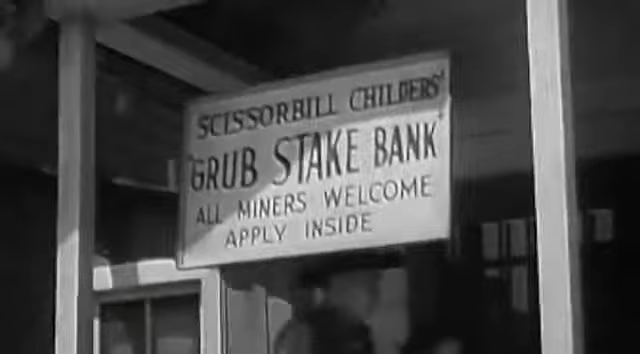 SCISSORBILL CHILDERS'
"GRUB STAKE BANK"
ALL MINERS WELCOME
APPLY INSIDE